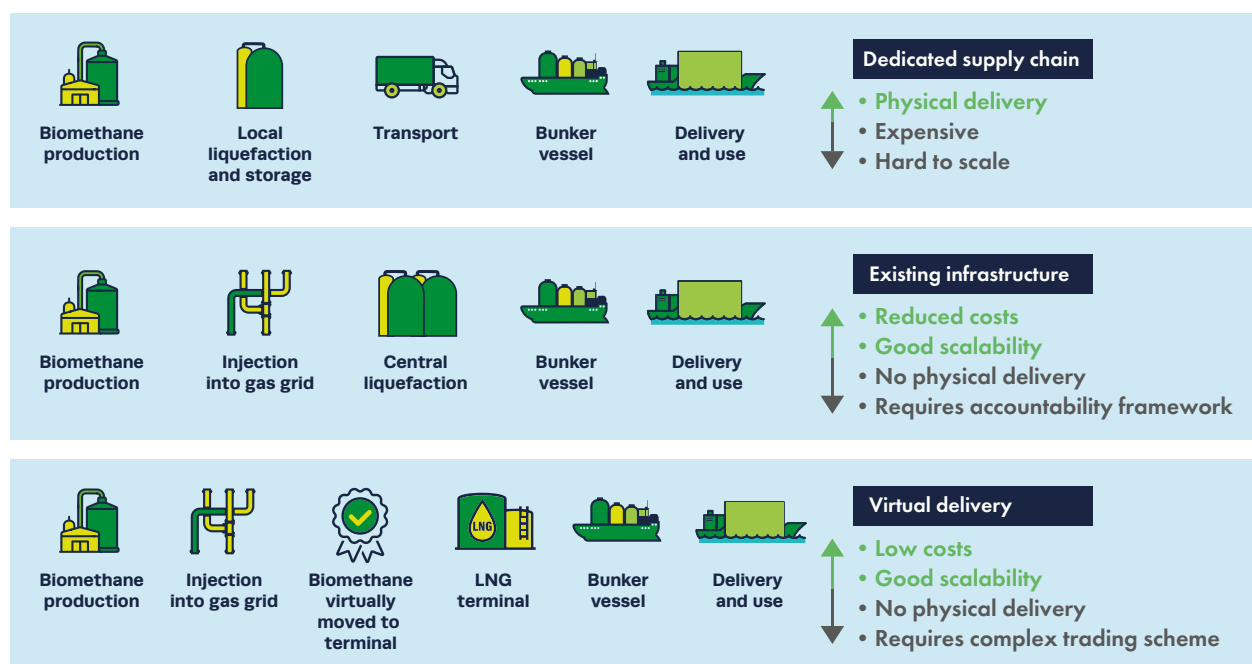 Dedicated supply chain
Biomethane
production
Local
liquefaction
and storage
Transport
Bunker
vessel
Delivery
and use
• Physical delivery
• Expensive
• Hard to scale
Existing infrastructure
Biomethane
production
Injection
into gas grid
Central
liquefaction
Bunker
vessel
Delivery
and use
• Reduced costs
• Good scalability
• No physical delivery
• Requires accountability framework
Virtual delivery
LNG
Biomethane
production
Injection
into gas grid
Biomethane
virtually
moved to
terminal
LNG
terminal
Bunker
vessel
Delivery
and use
• Low costs
• Good scalability
• No physical delivery
• Requires complex trading scheme